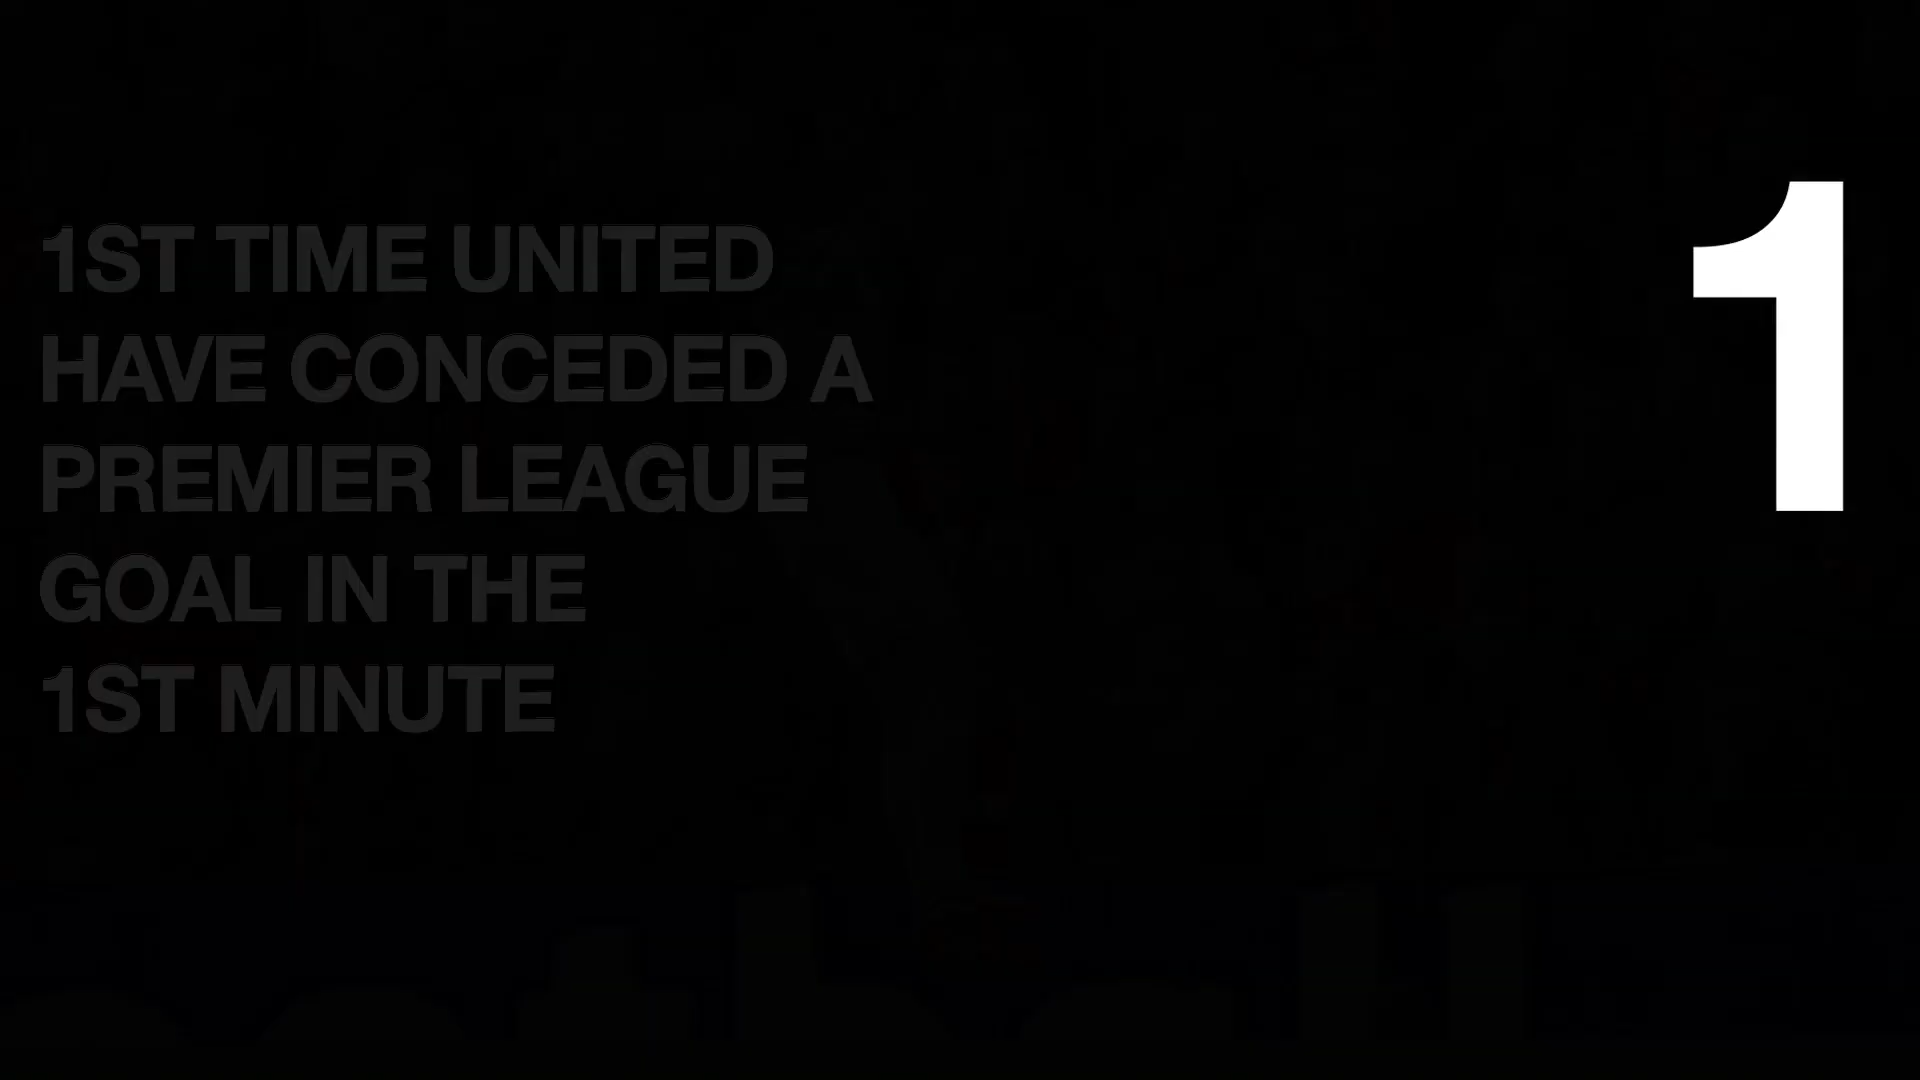 1ST TIME UNITED
HAVE CONCEDED A
PREMIER LEAGUE
GOAL IN THE
1ST MINUTE
1